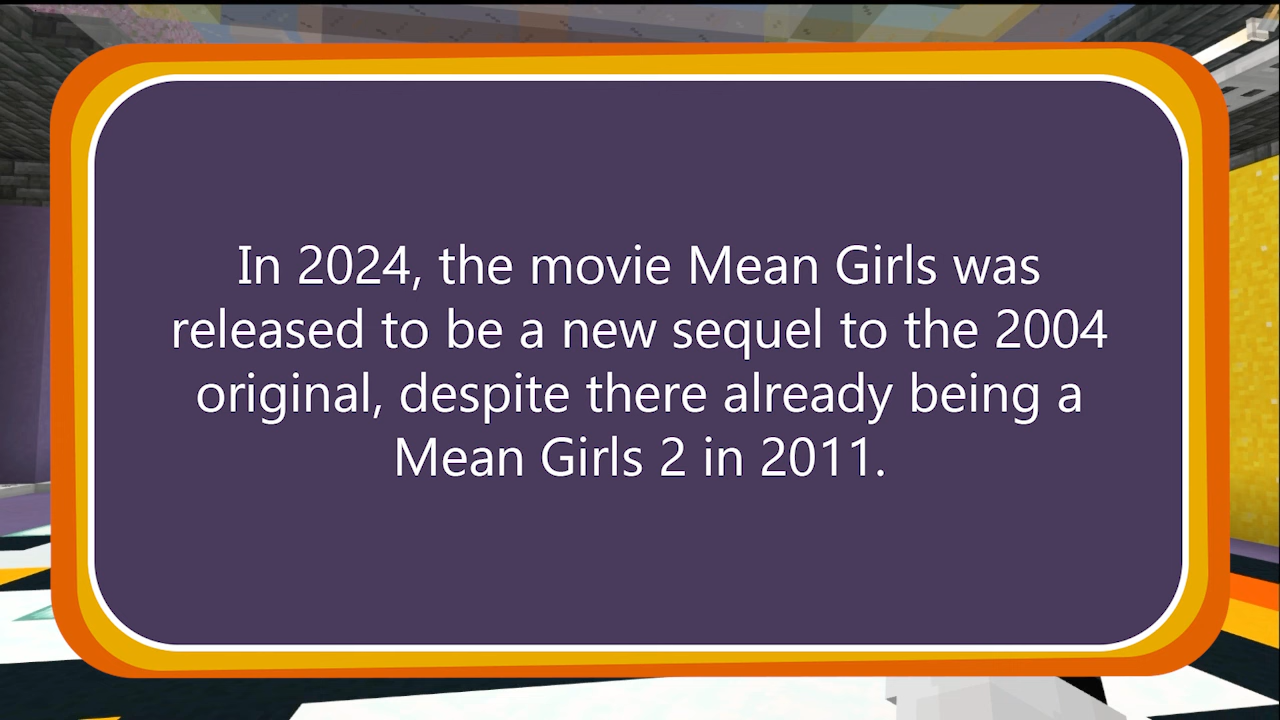 In 2024, the movie Mean Girls was
released to be a new sequel to the 2004
original, despite there already being a
Mean Girls 2 in 2011.